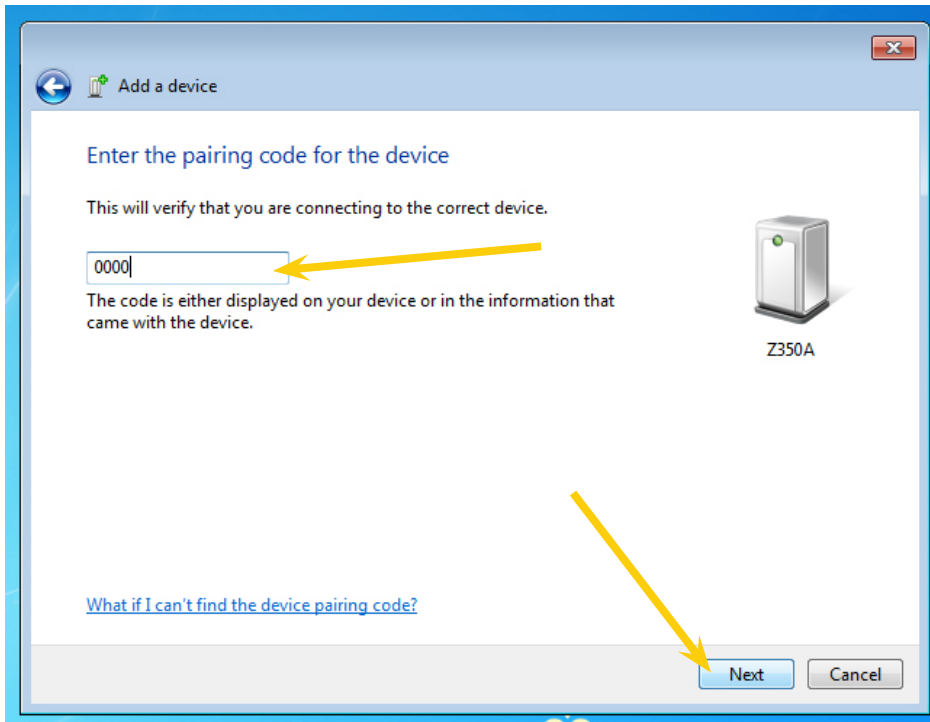 Add a device
Enter the pairing code for the device
This will verify that you are connecting to the correct device.
0000
The code is either displayed on your device or in the information that
came with the device.
Z350A
What if I can't find the device pairing code?
Next
Cancel